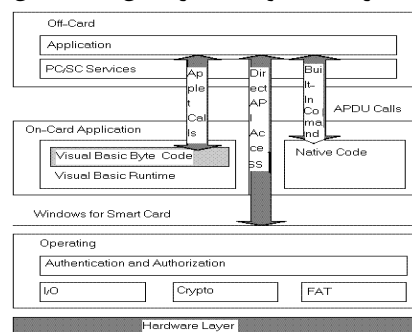 Off-Card
Application
PC/SC Services
Ap
ple
t
Cal
ls
Dir
ect
AP
I
Ac
ce
SS
Bui
lt-
In
Co
ma
nd
APDU Calls
On-Card Application
Visual Basic Byte Code
Visual Basic Runtime
Native Code
Windows for Smart Card
Operating
Authentication and Authorization
I/O
Crypto
FAT
Hardware Layer